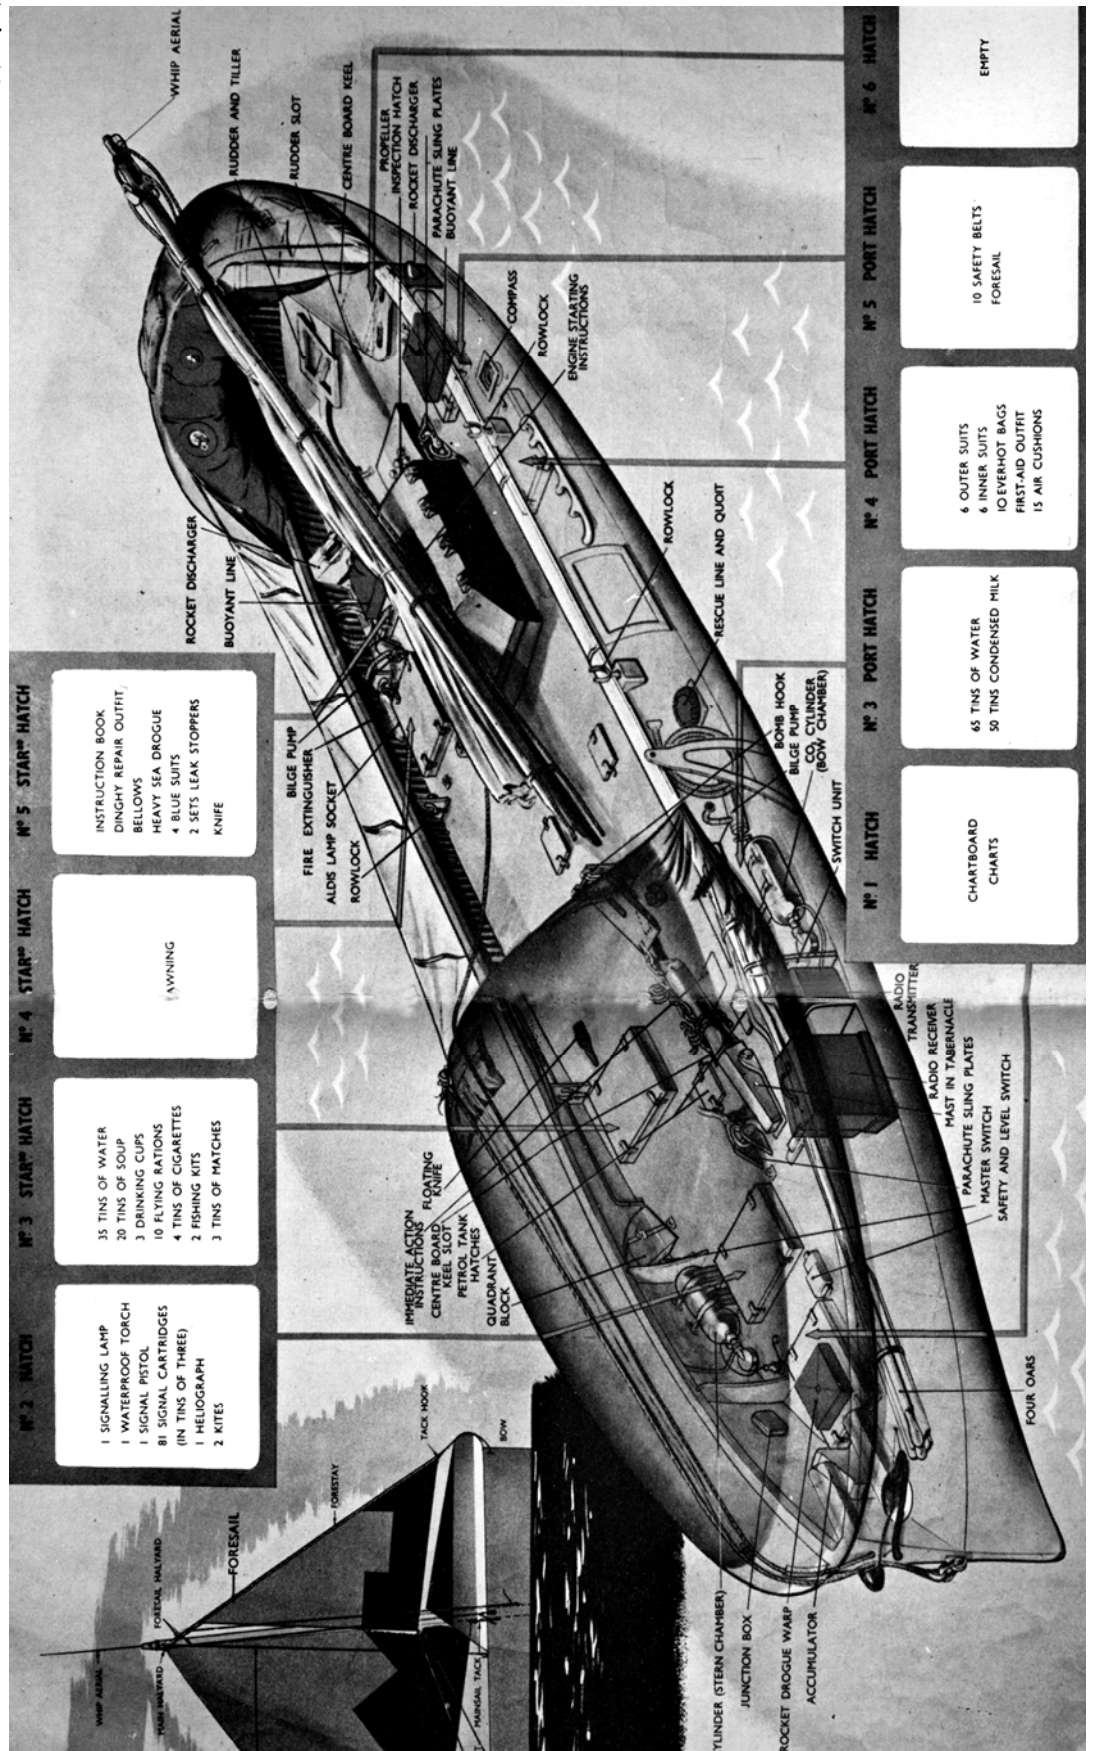 Nº 2 HATCH
1 SIGNALLING LAMP
1 WATERPROOF TORCH
1 SIGNAL PISTOL
81 SIGNAL CARTRIDGES
(IN TINS OF THREE)
1 HELIOGRAPH
2 KITES
Nº 3 STARᴰ HATCH
35 TINS OF WATER
20 TINS OF SOUP
3 DRINKING CUPS
10 FLYING RATIONS
4 TINS OF CIGARETTES
2 FISHING KITS
3 TINS OF MATCHES
Nº 4 STARᴰ HATCH
AWNING
Nº 5 STARᴰ HATCH
INSTRUCTION BOOK
DINGHY REPAIR OUTFIT,
BELLOWS
HEAVY SEA DROGUE
4 BLUE SUITS
2 SETS LEAK STOPPERS
KNIFE
WHIP AERIAL
MAIN HALYARD
FORESAIL HALYARD
FORESAIL
FORESTAY
TACK HOOK
MAINSAIL TACK
BOW
WHIP AERIAL
RUDDER AND TILLER
RUDDER SLOT
CENTRE BOARD KEEL
PROPELLER
INSPECTION HATCH
ROCKET DISCHARGER
PARACHUTE SLING PLATES
BUOYANT LINE
COMPASS
ROWLOCK
ENGINE STARTING
INSTRUCTIONS
ROCKET DISCHARGER
BUOYANT LINE
BILGE PUMP
FIRE EXTINGUISHER
ALDIS LAMP SOCKET
ROWLOCK
ROWLOCK
RESCUE LINE AND QUOIT
BOMB HOOK
BILGE PUMP
CO₂ CYLINDER
(BOW CHAMBER)
SWITCH UNIT
FLOATING
KNIFE
IMMEDIATE ACTION
INSTRUCTIONS
CENTRE BOARD
KEEL SLOT
PETROL TANK
HATCHES
QUADRANT
BLOCK
RADIO
TRANSMITTER
RADIO RECEIVER
MAST IN TABERNACLE
PARACHUTE SLING PLATES
MASTER SWITCH
SAFETY AND LEVEL SWITCH
FOUR OARS
YLINDER (STERN CHAMBER)
JUNCTION BOX
ROCKET DROGUE WARP
ACCUMULATOR
Nº 1 HATCH
CHARTBOARD
CHARTS
Nº 3 PORT HATCH
65 TINS OF WATER
50 TINS CONDENSED MILK
Nº 4 PORT HATCH
6 OUTER SUITS
6 INNER SUITS
10 EVERHOT BAGS
FIRST-AID OUTFIT
15 AIR CUSHIONS
Nº 5 PORT HATCH
10 SAFETY BELTS
FORESAIL
Nº 6 HATCH
EMPTY